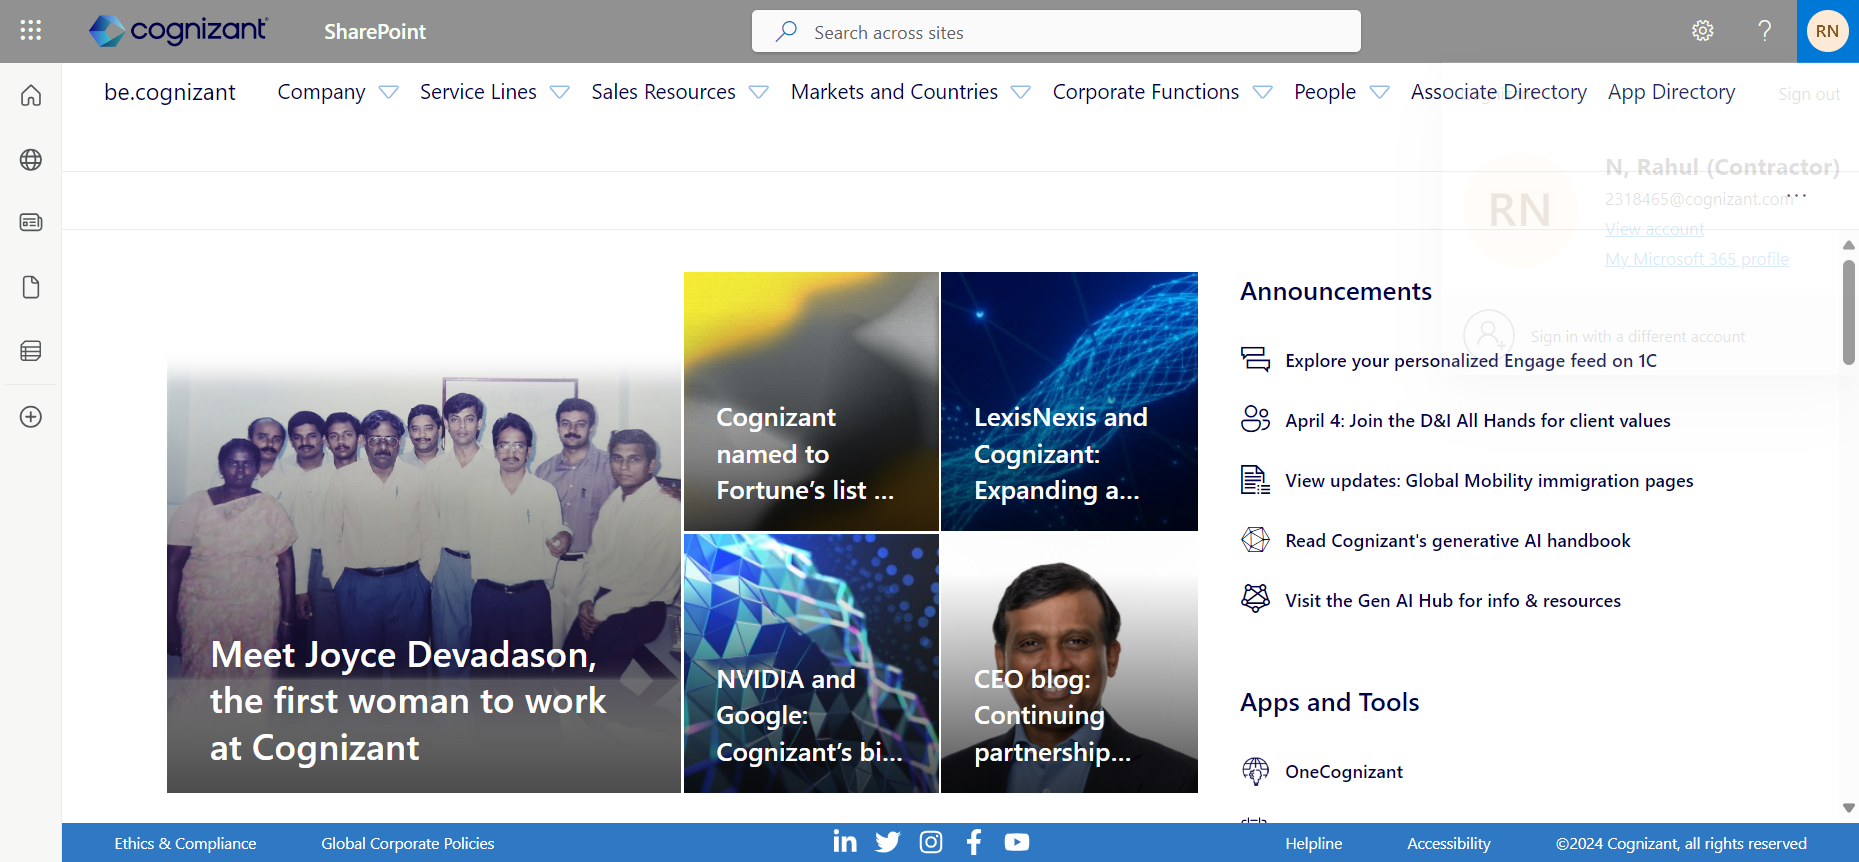 cognizant
SharePoint
Search across sites
?
RN
be.cognizant
Company
Service Lines
Sales Resources
Markets and Countries
Corporate Functions
People
Associate Directory
App Directory
Sign out
N, Rahul (Contractor)
2318465@cognizant.com
...
View account
My Microsoft 365 profile
RN
Sign in with a different account
Meet Joyce Devadason,
the first woman to work
at Cognizant
Cognizant
named to
Fortune’s list ...
LexisNexis and
Cognizant:
Expanding a...
NVIDIA and
Google:
Cognizant’s bi...
CEO blog:
Continuing
partnership...
Announcements
Explore your personalized Engage feed on 1C
April 4: Join the D&I All Hands for client values
View updates: Global Mobility immigration pages
Read Cognizant's generative AI handbook
Visit the Gen AI Hub for info & resources
Apps and Tools
OneCognizant
Ethics & Compliance
Global Corporate Policies
Helpline
Accessibility
©2024 Cognizant, all rights reserved